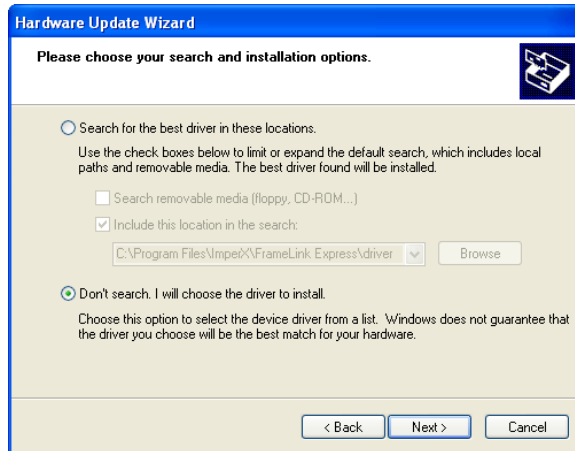 Hardware Update Wizard
Please choose your search and installation options.
Search for the best driver in these locations.
Use the check boxes below to limit or expand the default search, which includes local
paths and removable media. The best driver found will be installed.
Search removable media (floppy, CD-ROM...)
Include this location in the search:
C:\Program Files\ImperX\FrameLink Express\driver
Browse
Don't search. I will choose the driver to install.
Choose this option to select the device driver from a list. Windows does not guarantee that
the driver you choose will be the best match for your hardware.
< Back Next > Cancel